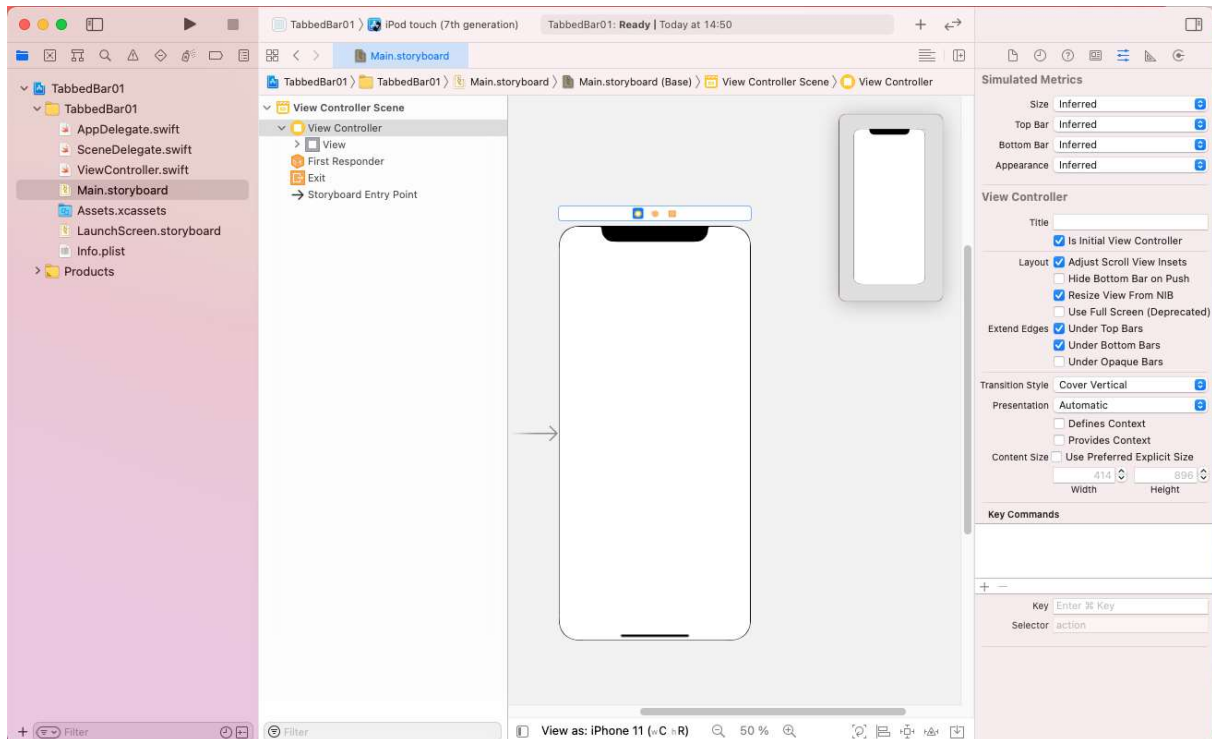 TabbedBar01 〉 iPod touch (7th generation)
TabbedBar01: Ready | Today at 14:50
Main.storyboard
TabbedBar01 〉 TabbedBar01 〉 Main.storyboard 〉 Main.storyboard (Base) 〉 View Controller Scene 〉 View Controller
TabbedBar01
TabbedBar01
AppDelegate.swift
SceneDelegate.swift
ViewController.swift
Main.storyboard
Assets.xcassets
LaunchScreen.storyboard
Info.plist
Products
Filter
View Controller Scene
View Controller
View
First Responder
Exit
Storyboard Entry Point
Filter
View as: iPhone 11 (wC hR)
50 %
Simulated Metrics
Size Inferred
Top Bar Inferred
Bottom Bar Inferred
Appearance Inferred
View Controller
Title
Is Initial View Controller
Layout Adjust Scroll View Insets
Hide Bottom Bar on Push
Resize View From NIB
Use Full Screen (Deprecated)
Extend Edges Under Top Bars
Under Bottom Bars
Under Opaque Bars
Transition Style Cover Vertical
Presentation Automatic
Defines Context
Provides Context
Content Size Use Preferred Explicit Size
414 896
Width Height
Key Commands
Key Enter ⌘ Key
Selector action